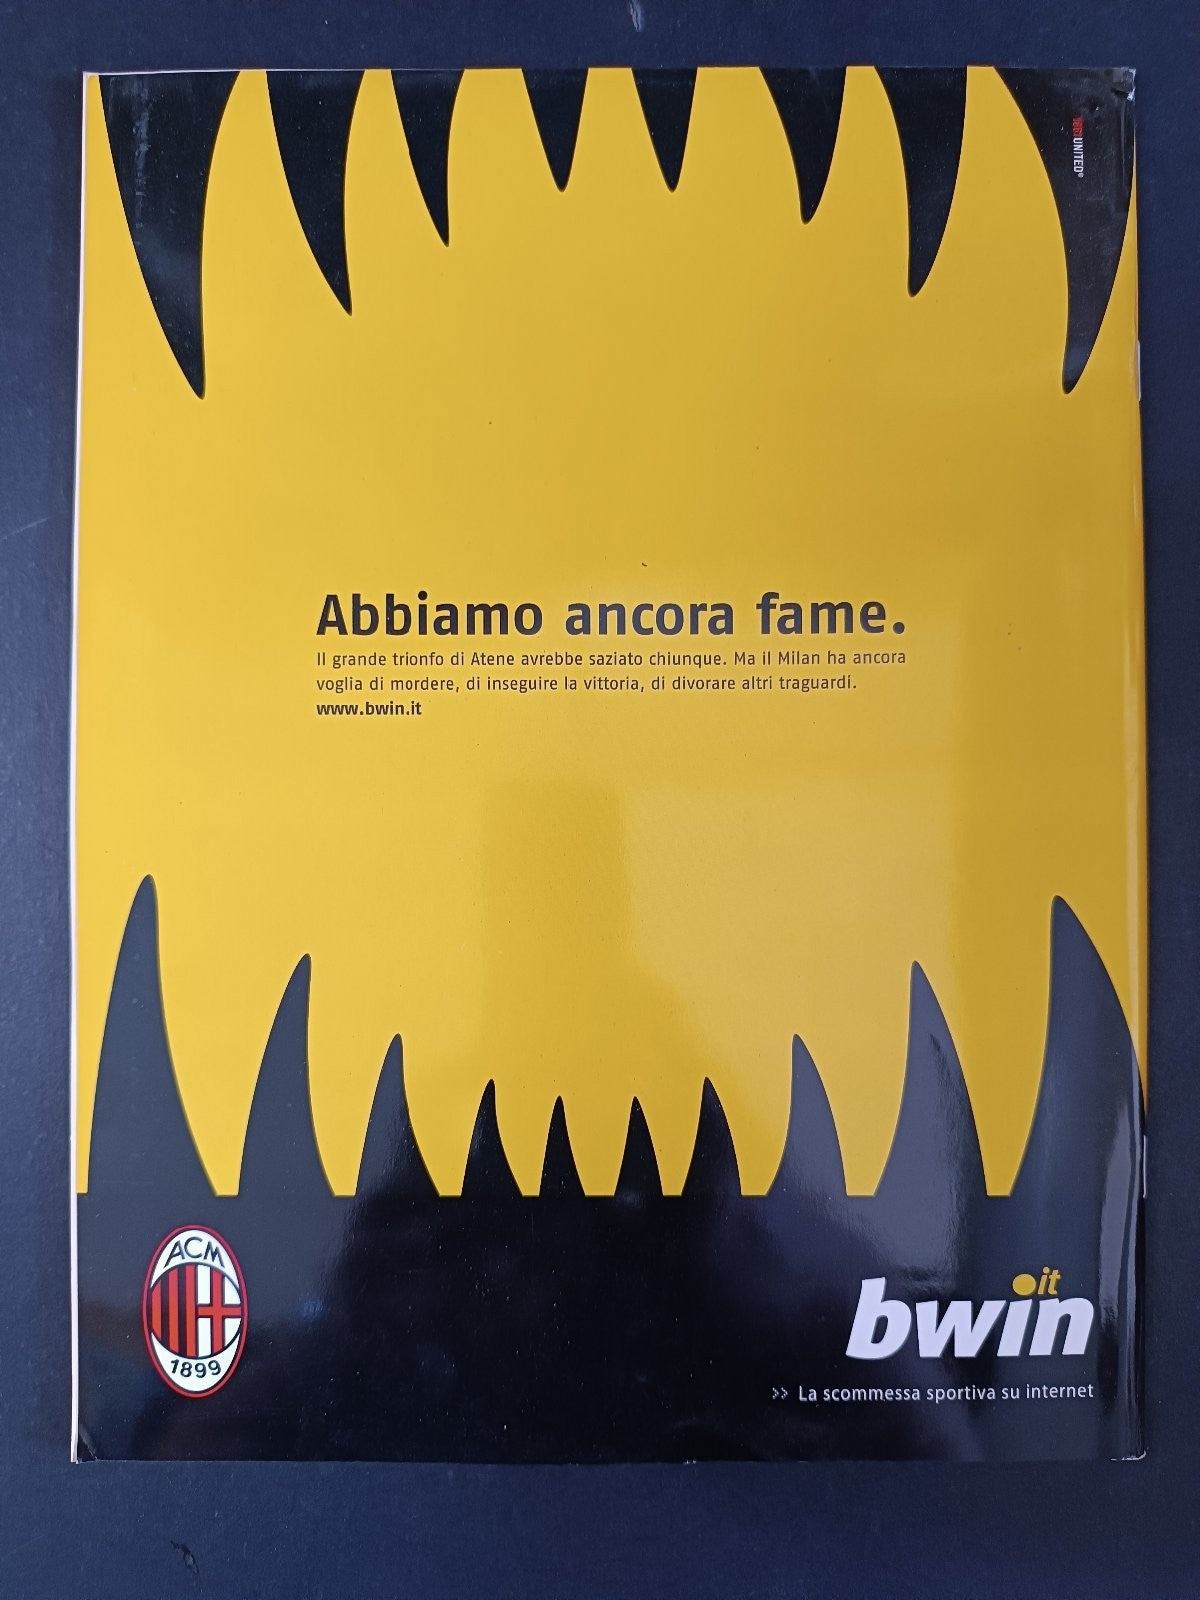 1861UNITED®
Abbiamo ancora fame.
Il grande trionfo di Atene avrebbe saziato chiunque. Ma il Milan ha ancora
voglia di mordere, di inseguire la vittoria, di divorare altri traguardi.
www.bwin.it
ACM
1899
bwin.it
>> La scommessa sportiva su internet